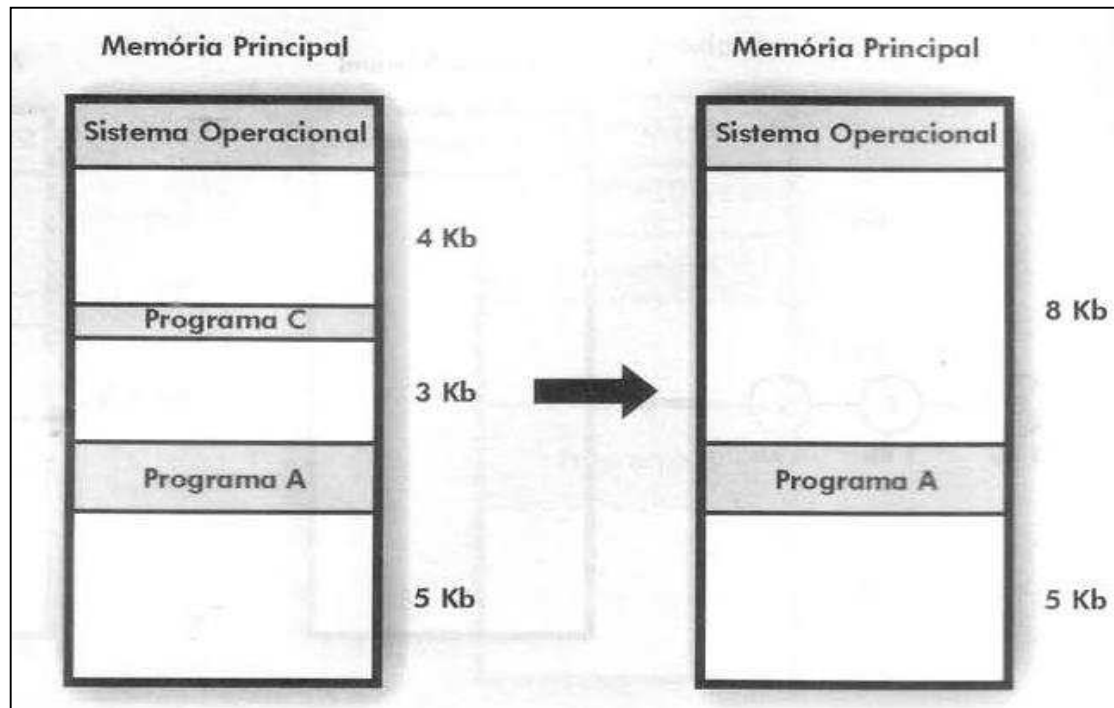 Memória Principal
Sistema Operacional
4 Kb
Programa C
3 Kb
Programa A
5 Kb
Memória Principal
Sistema Operacional
8 Kb
Programa A
5 Kb